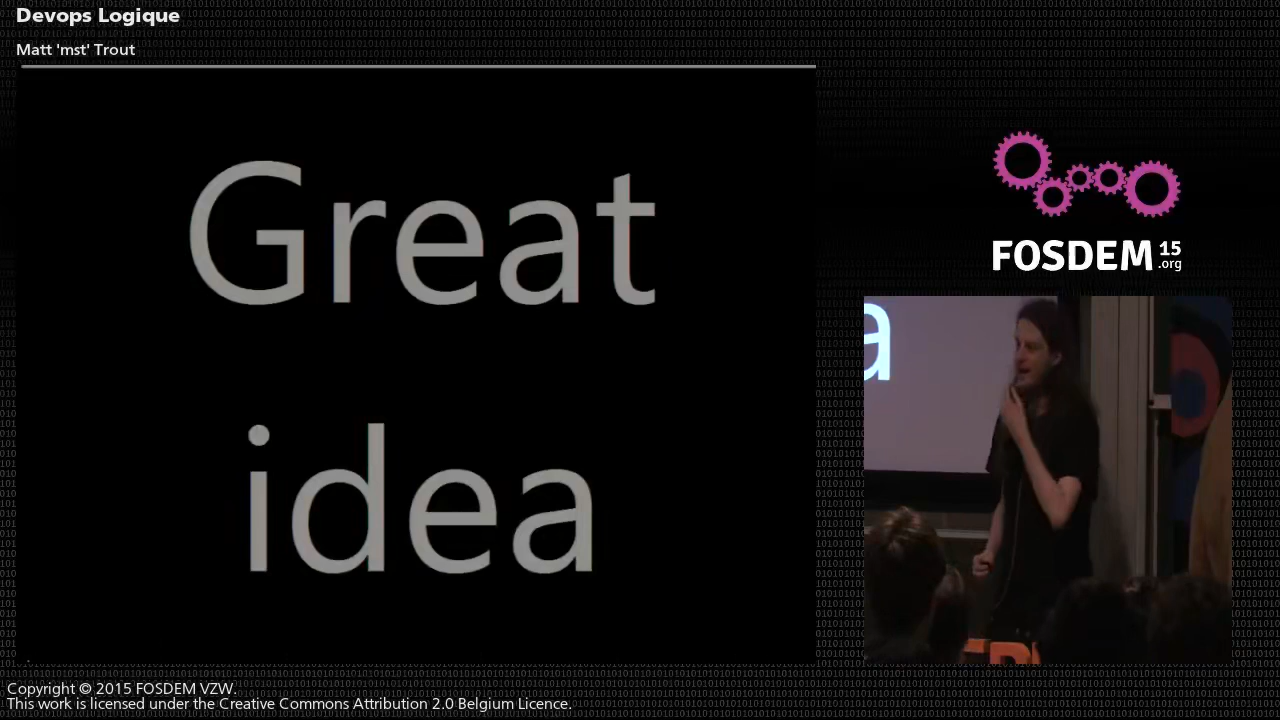 Devops Logique
Matt 'mst' Trout
Great
idea
FOSDEM 15
.org
a
Copyright © 2015 FOSDEM VZW.
This work is licensed under the Creative Commons Attribution 2.0 Belgium Licence.